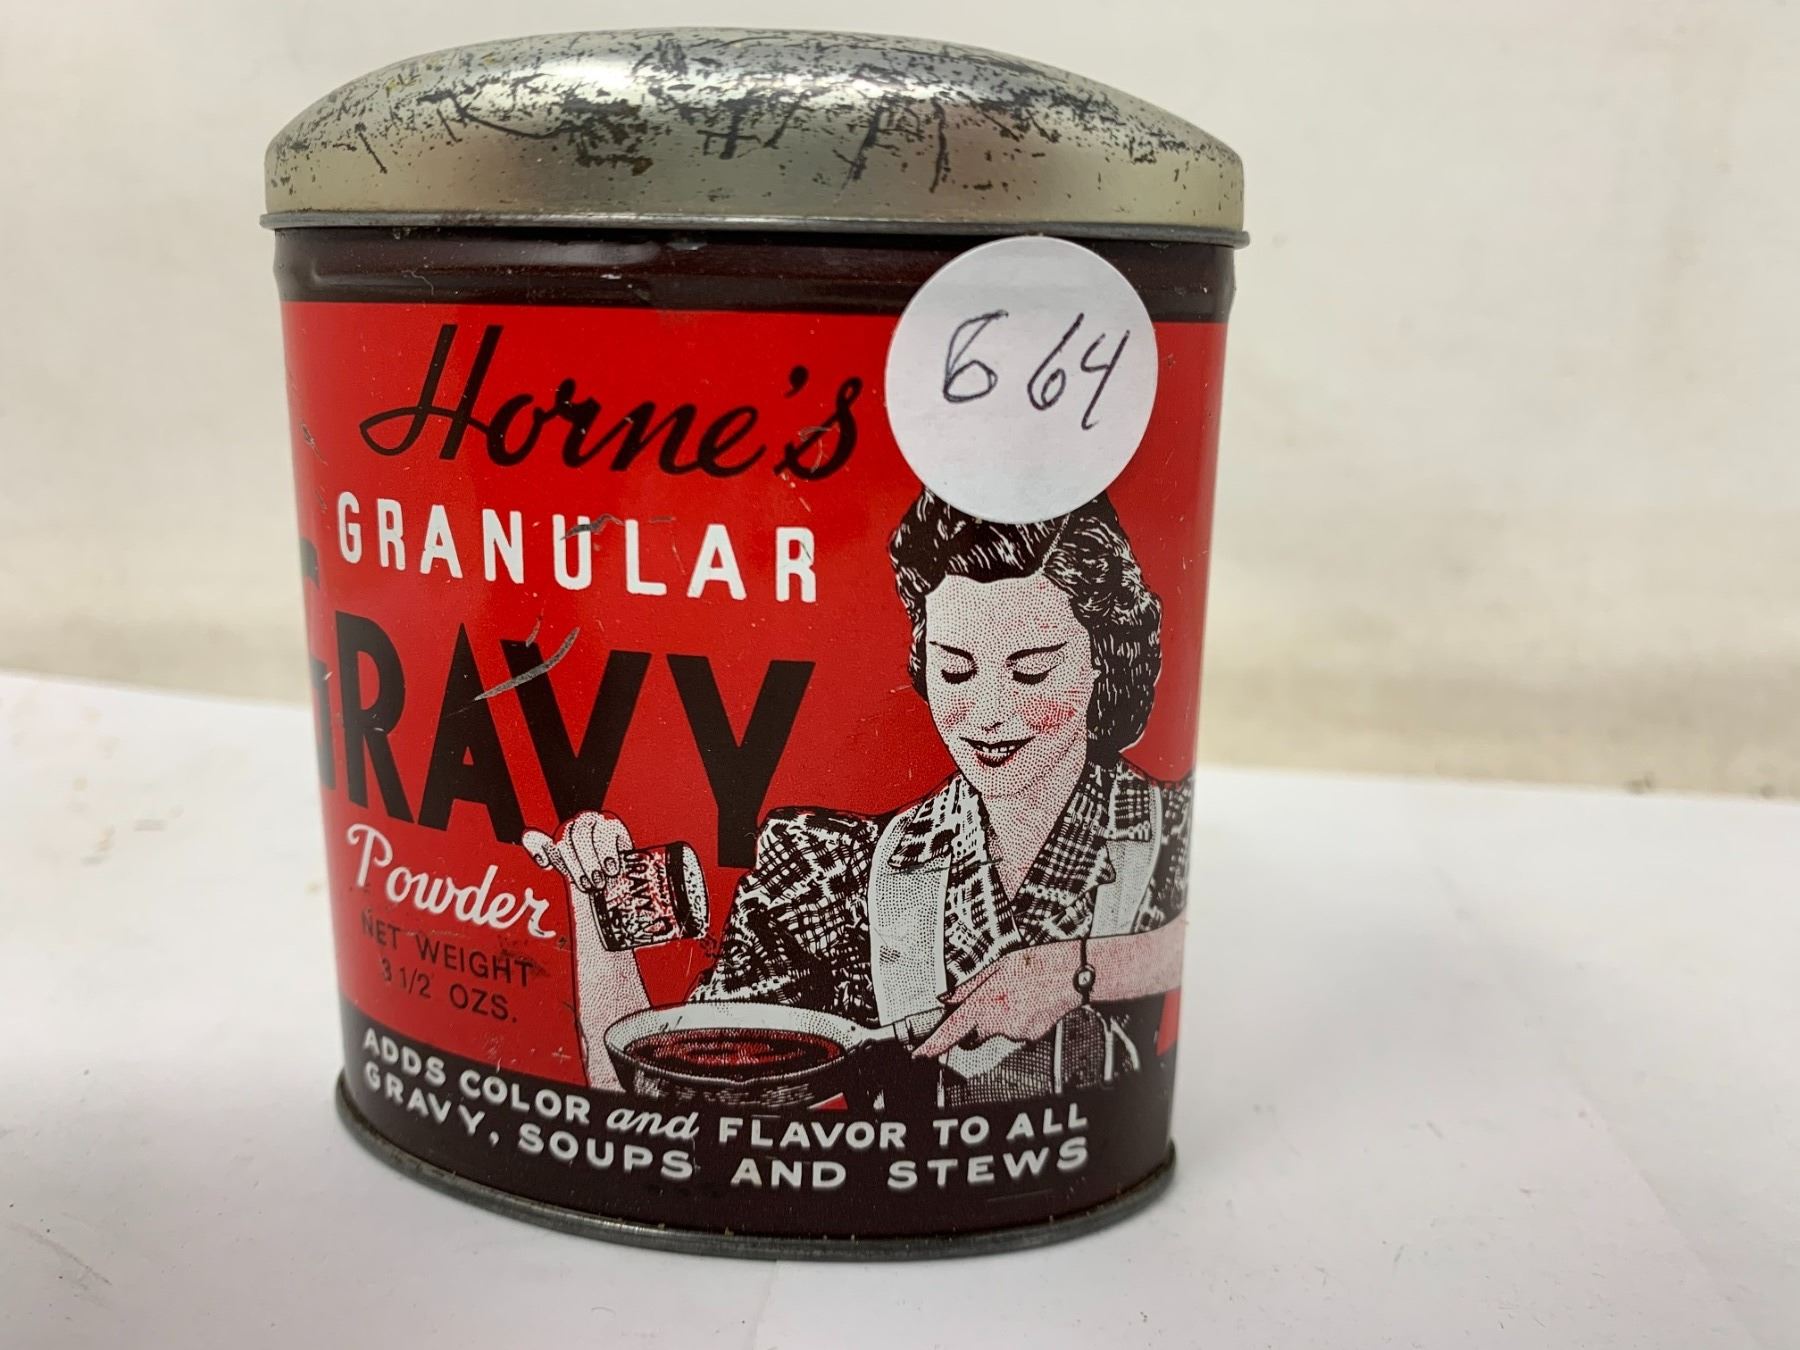 664
Horne's
GRANULAR
GRAVY
Powder
NET WEIGHT
3 1/2 OZS.
GRAVY
ADDS COLOR and FLAVOR TO ALL
GRAVY, SOUPS AND STEWS